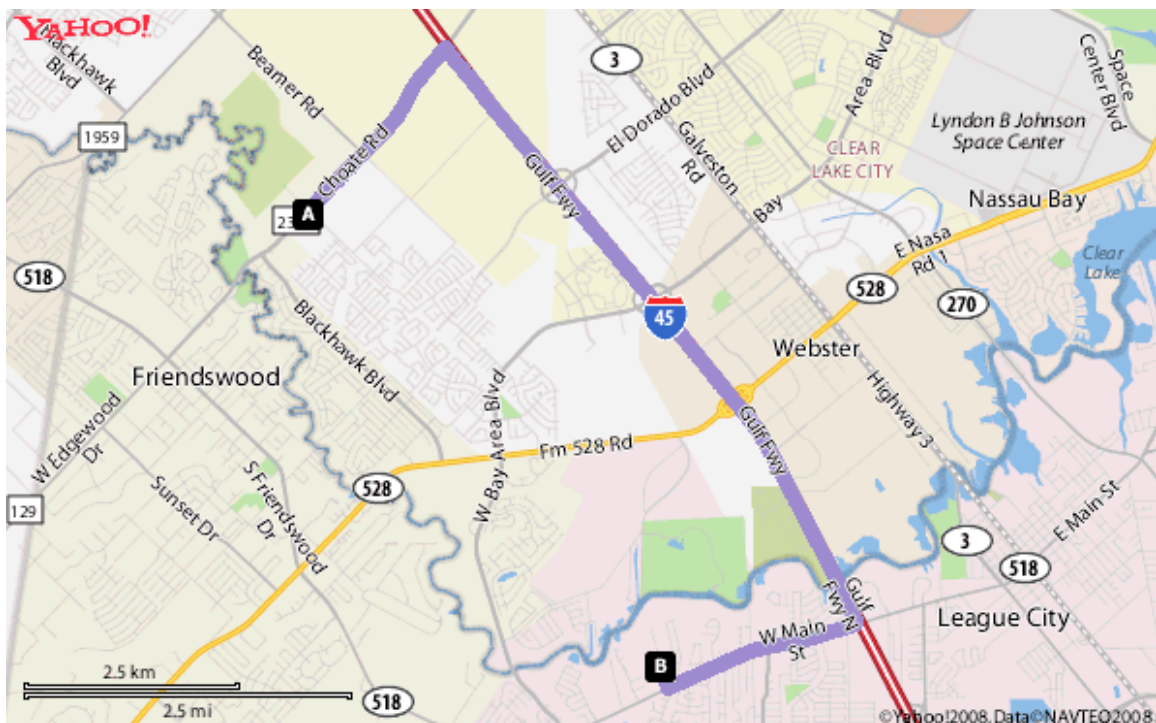 YAHOO!
Blackhawk
Blvd
1959
Beamer Rd
Choate Rd
A
Gulf Fwy
3
El Dorado Blvd
Galveston
Rd
Bay
Area-Blvd
CLEAR
LAKE CITY
Lyndon B Johnson
Space Center
Space
Center Blvd
Nassau Bay
E Nasa
Rd 1
Clear
Lake
528
270
518
Friendswood
Blackhawk Blvd
45
Webster
Highway 3
W Edgewood
Dr
Sunset Dr
S Friendswood
Dr
528
Fm 528 Rd
W Bay-Area-Blvd
Gulf Fwy
129
3
518
E Main St
Gulf
Fwy N
League City
W Main
St
B
2.5 km
2.5 mi
518
©Yahoo!2008, Data©NAVTEQ2008